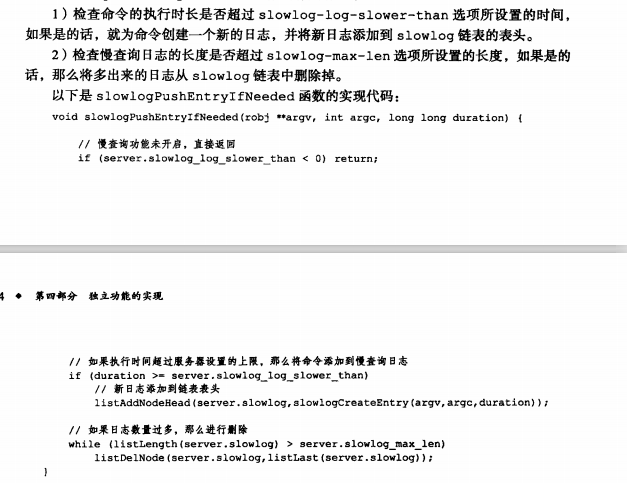 1）检查命令的执行时长是否超过 slowlog-log-slower-than 选项所设置的时间，
如果是的话，就为命令创建一个新的日志，并将新日志添加到 slowlog 链表的表头。
2）检查慢查询日志的长度是否超过 slowlog-max-len 选项所设置的长度，如果是的
话，那么将多出来的日志从 slowlog 链表中删除掉。
以下是 slowlogPushEntryIfNeeded 函数的实现代码：
void slowlogPushEntryIfNeeded(robj **argv, int argc, long long duration) {
// 慢查询功能未开启，直接返回
if (server.slowlog_log_slower_than < 0) return;
4 ◆ 第四部分 独立功能的实现
// 如果执行时间超过服务器设置的上限，那么将命令添加到慢查询日志
if (duration >= server.slowlog_log_slower_than)
// 新日志添加到链表表头
listAddNodeHead(server.slowlog,slowlogCreateEntry(argv,argc,duration));
// 如果日志数量过多，那么进行删除
while (listLength(server.slowlog) > server.slowlog_max_len)
listDelNode(server.slowlog,listLast(server.slowlog));
}